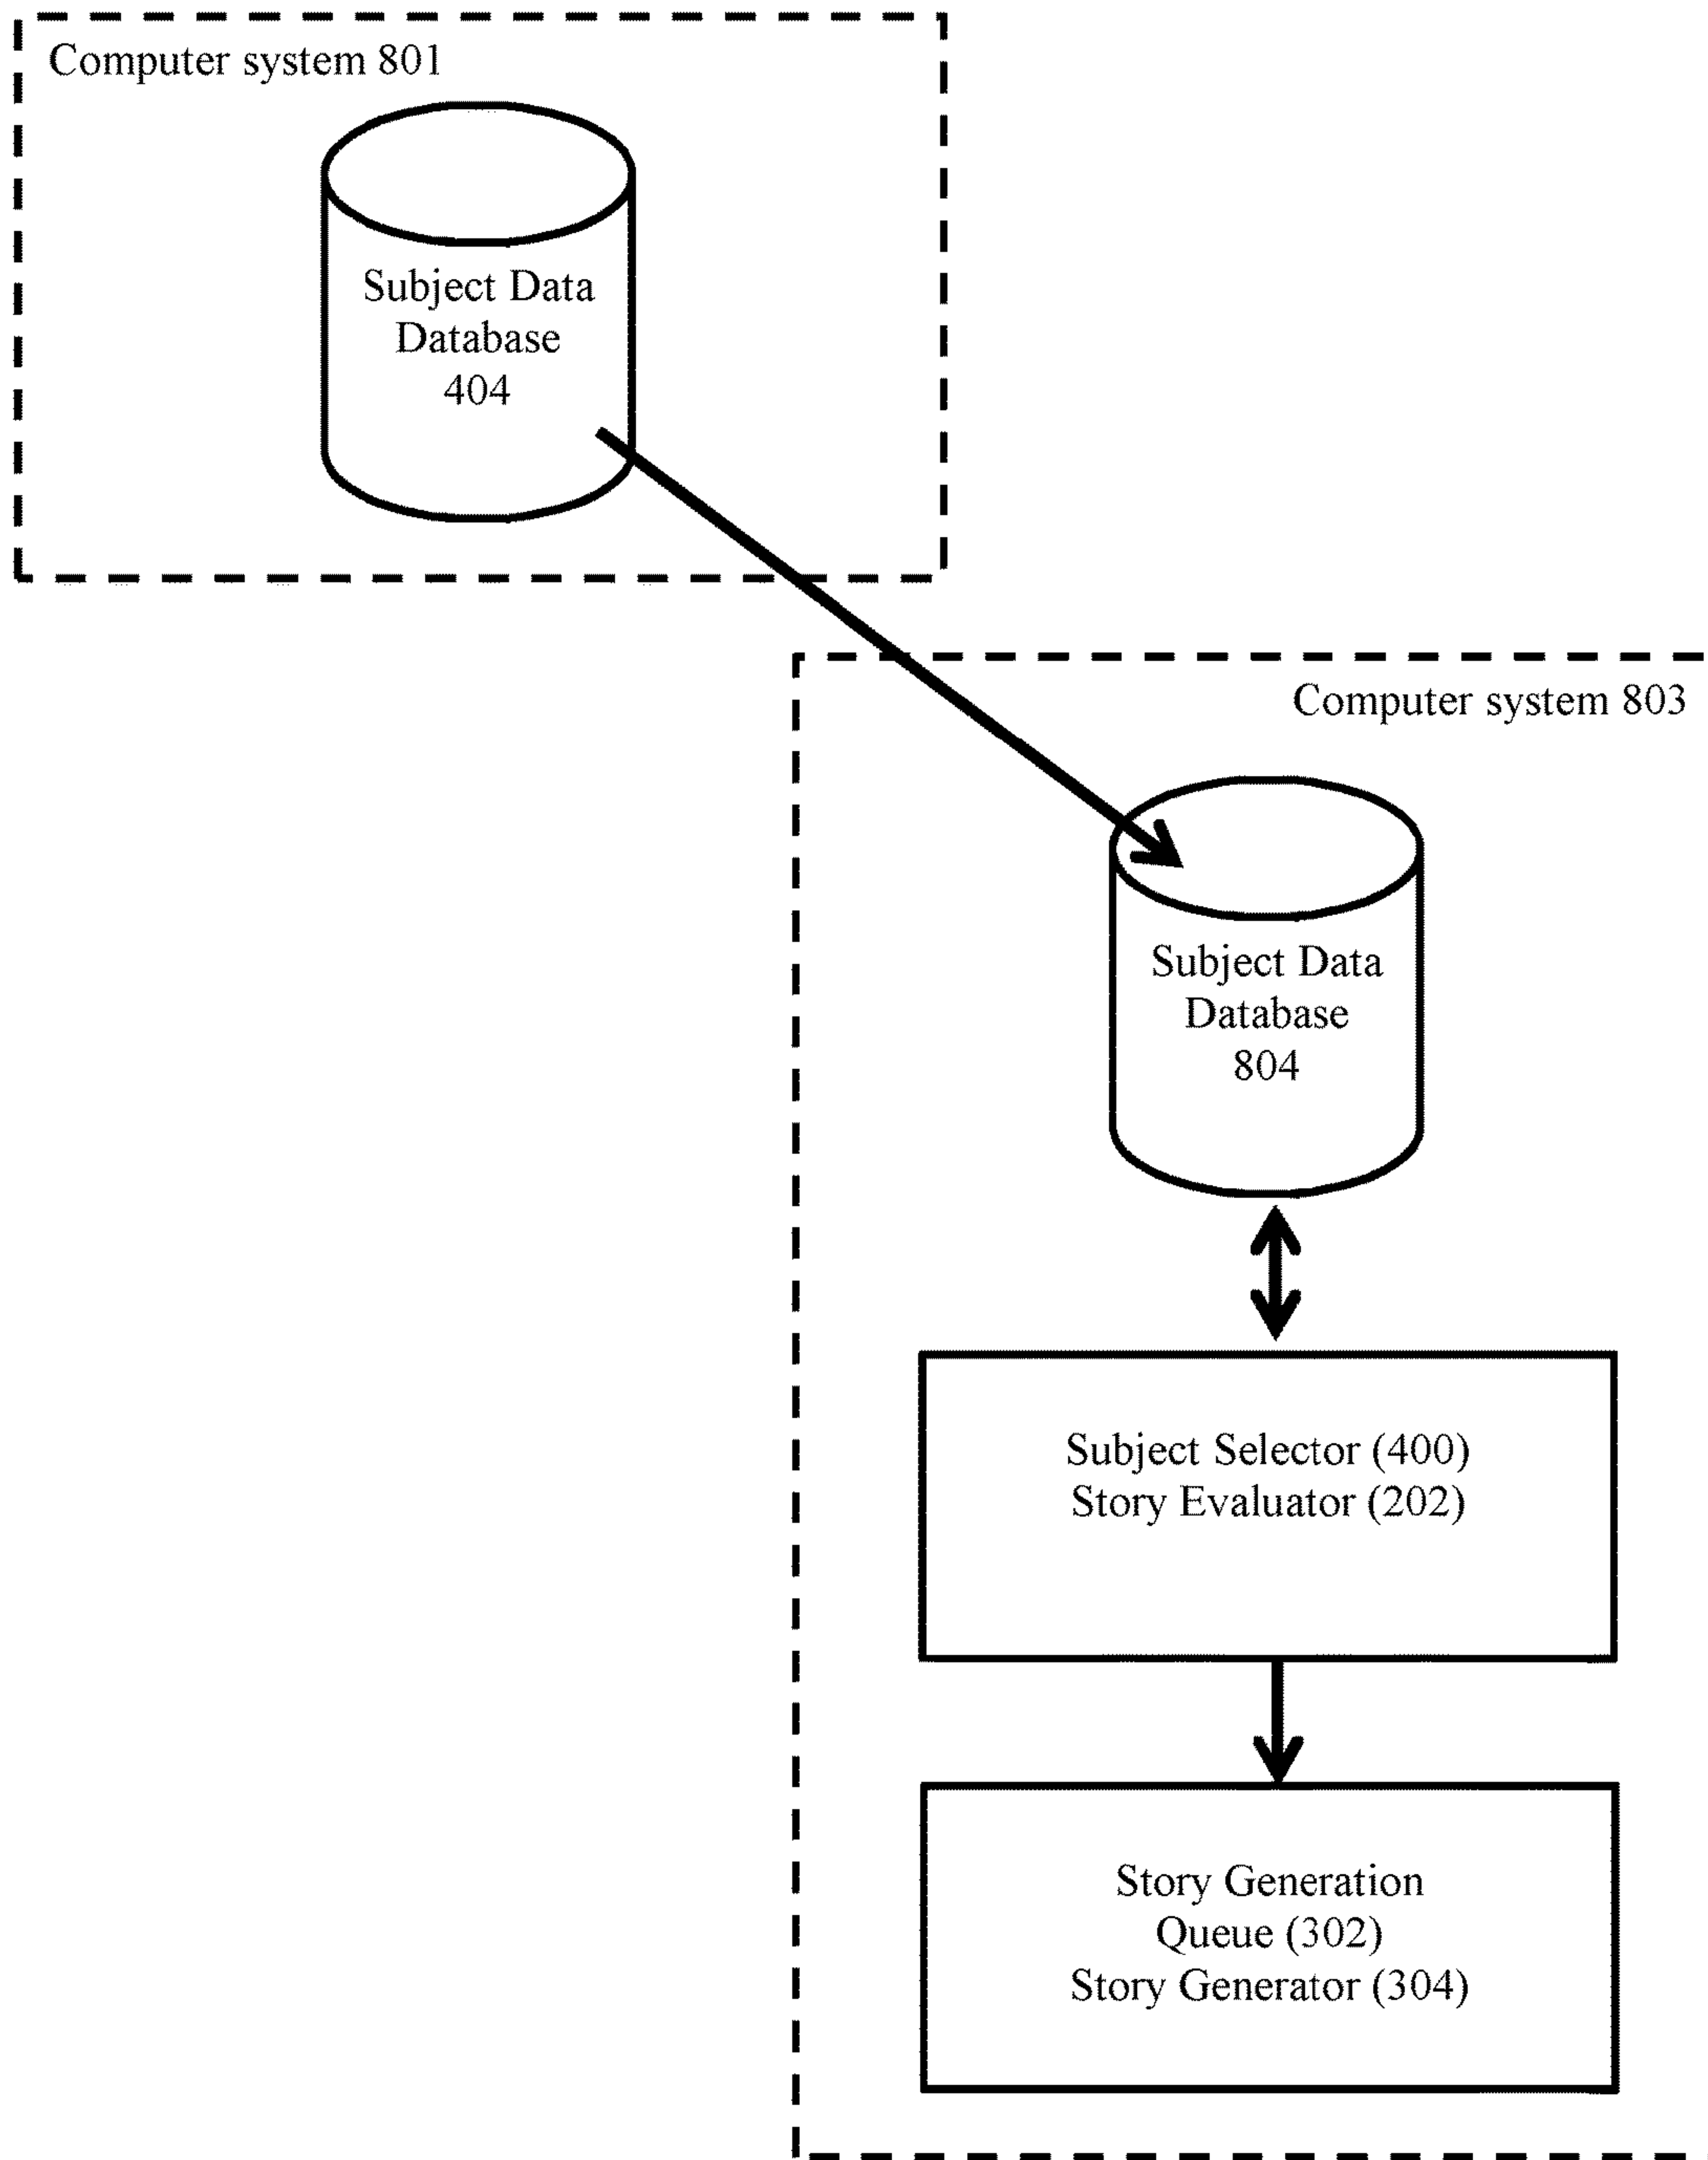 Computer system 801
Subject Data
Database
404
Computer system 803
Subject Data
Database
804
Subject Selector (400)
Story Evaluator (202)
Story Generation
Queue (302)
Story Generator (304)